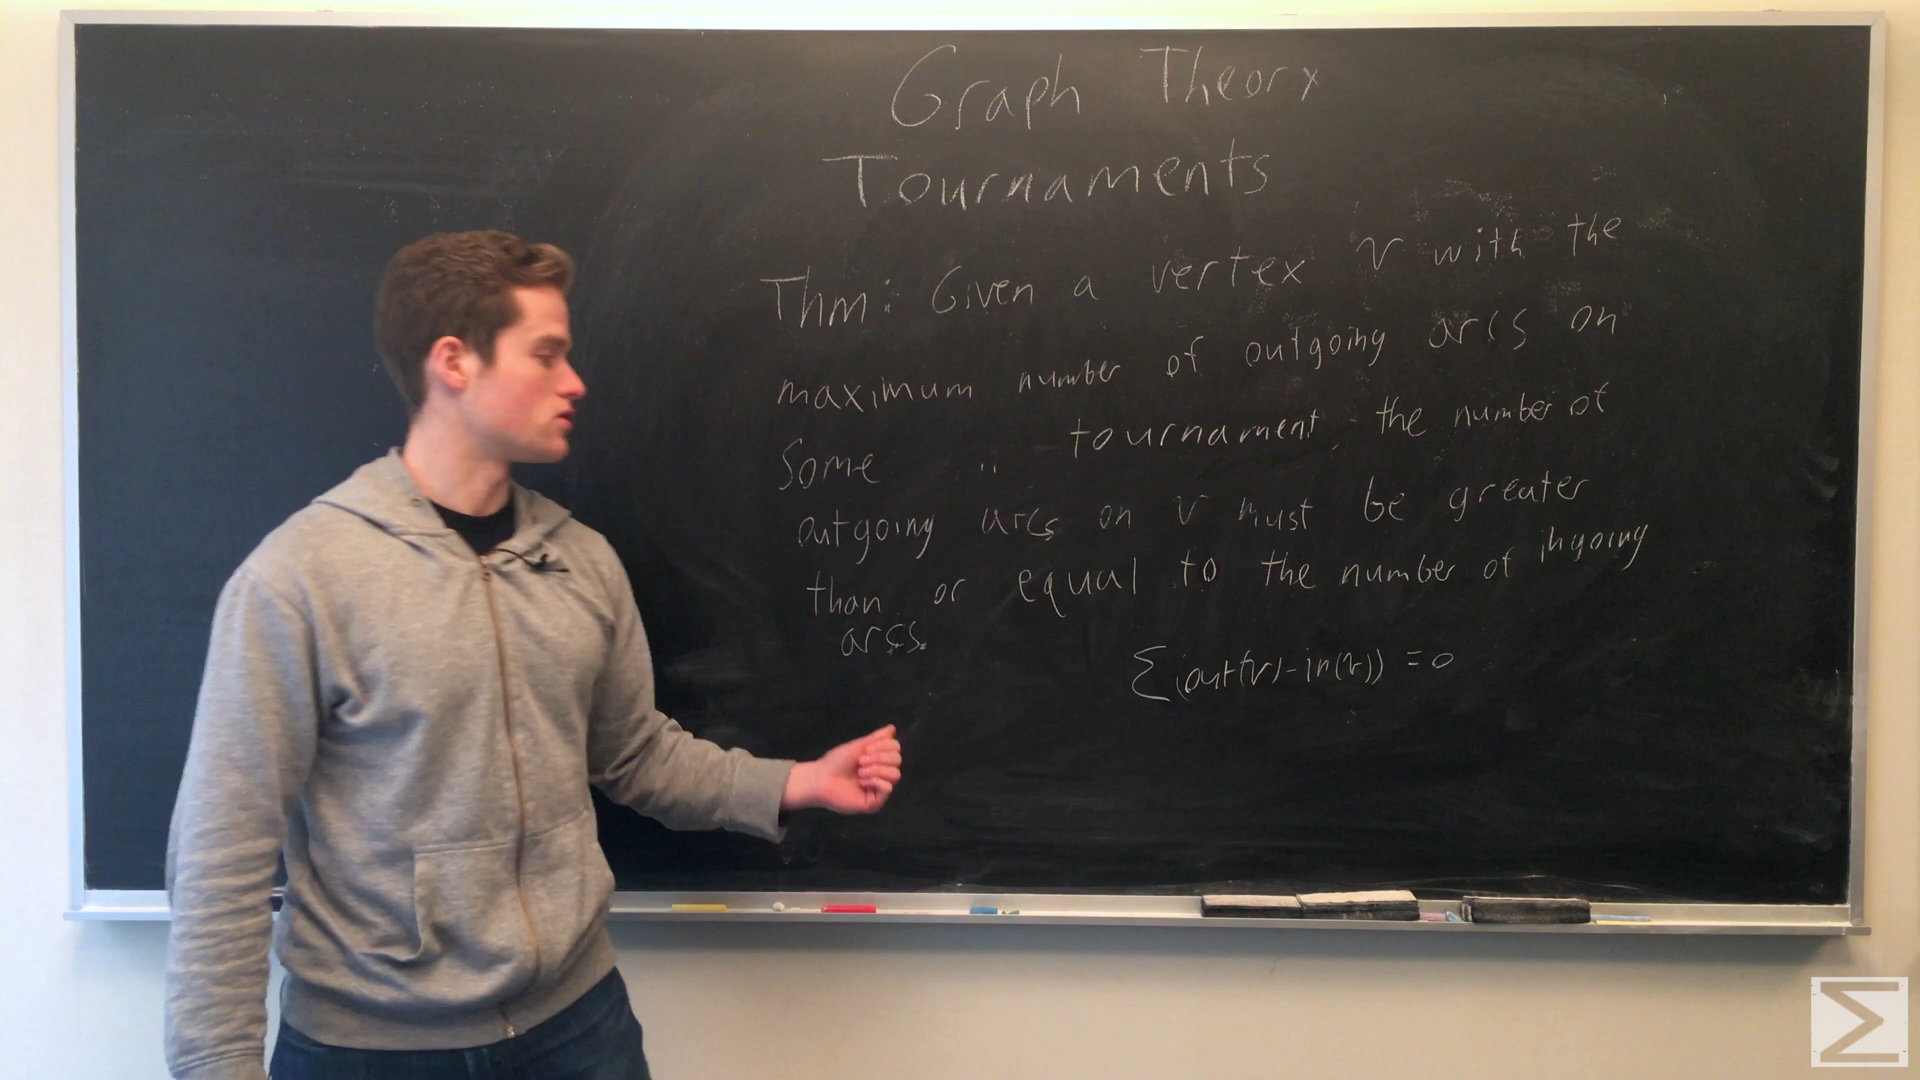 Graph Theory
Tournaments
Thm: Given a vertex v with the
maximum number of outgoing arcs on
Some tournament, the number of
outgoing arcs on v must be greater
than or equal to the number of ingoing
arcs.
Σ(out(v)-in(v)) = 0
Σ